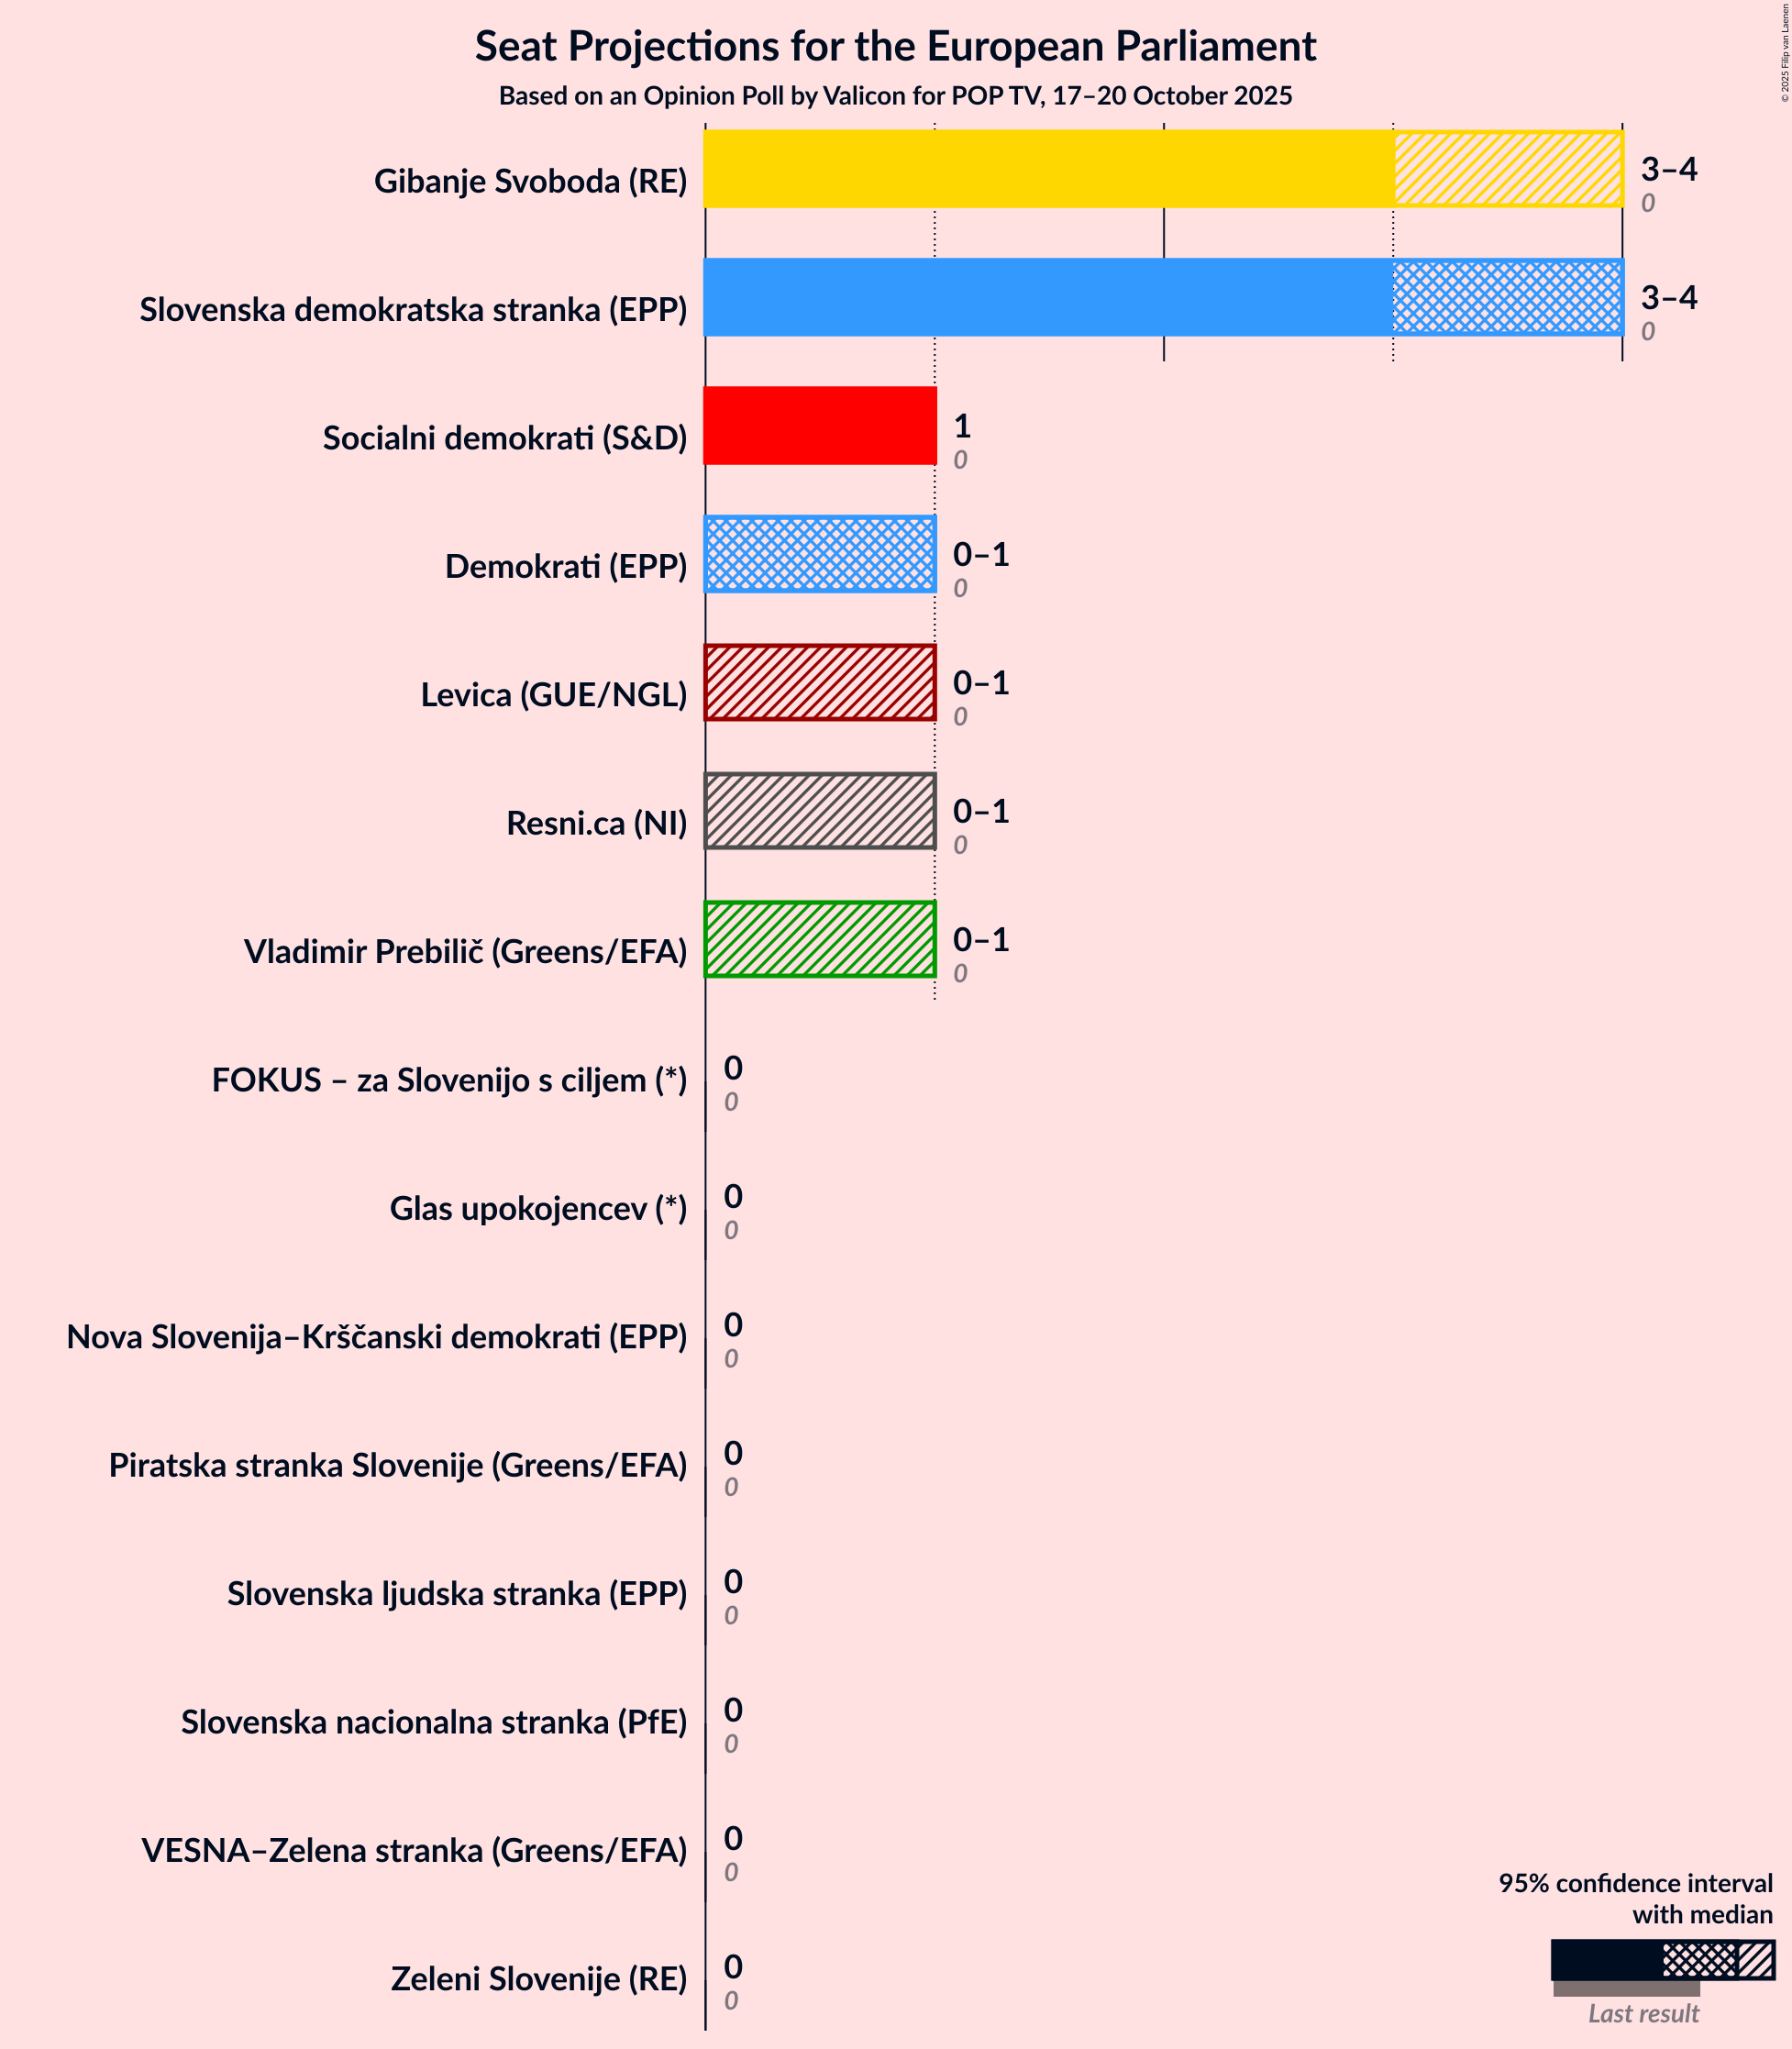 Seat Projections for the European Parliament
Based on an Opinion Poll by Valicon for POP TV, 17–20 October 2025
© 2025 Filip van Laenen
Gibanje Svoboda (RE)
3–4
0
Slovenska demokratska stranka (EPP)
3–4
0
Socialni demokrati (S&D)
1
0
Demokrati (EPP)
0–1
0
Levica (GUE/NGL)
0–1
0
Resni.ca (NI)
0–1
0
Vladimir Prebilič (Greens/EFA)
0–1
0
FOKUS – za Slovenijo s ciljem (*)
0
0
Glas upokojencev (*)
0
0
Nova Slovenija–Krščanski demokrati (EPP)
0
0
Piratska stranka Slovenije (Greens/EFA)
0
0
Slovenska ljudska stranka (EPP)
0
0
Slovenska nacionalna stranka (PfE)
0
0
VESNA–Zelena stranka (Greens/EFA)
0
0
Zeleni Slovenije (RE)
0
0
95% confidence interval
with median
Last result